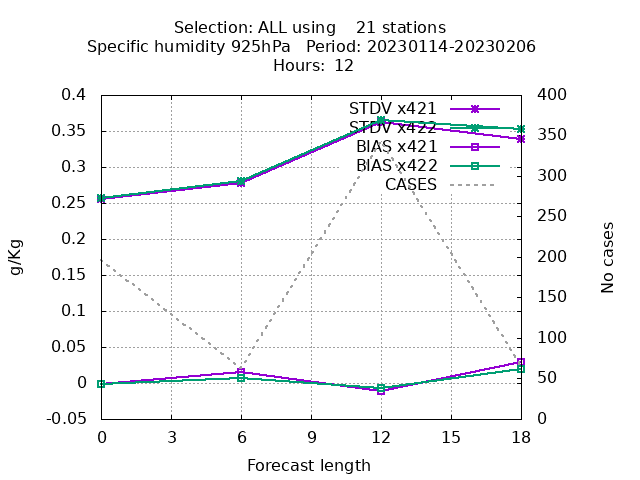 Selection: ALL using 21 stations
Specific humidity 925hPa Period: 20230114-20230206
Hours: 12
0.4
0.35
0.3
0.25
0.2
0.15
0.1
0.05
0
-0.05
g/Kg
STDV x421
STDV x422
BIAS x421
BIAS x422
CASES
400
350
300
250
200
150
100
50
0
No cases
0 3 6 9 12 15 18
Forecast length